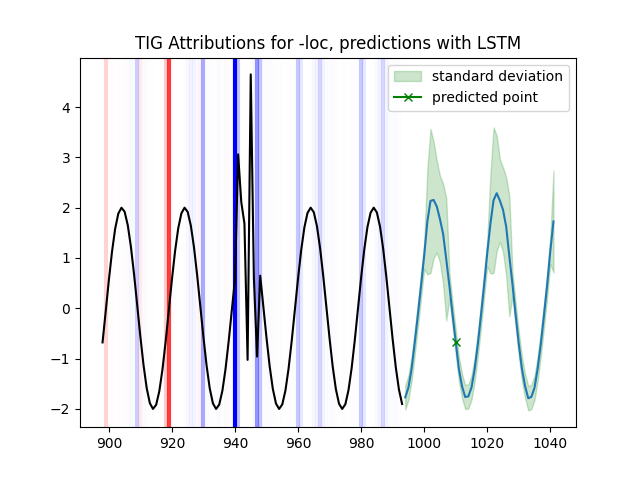 TIG Attributions for -loc, predictions with LSTM
standard deviation
predicted point
4
3
2
1
0
−1
−2
900 920 940 960 980 1000 1020 1040